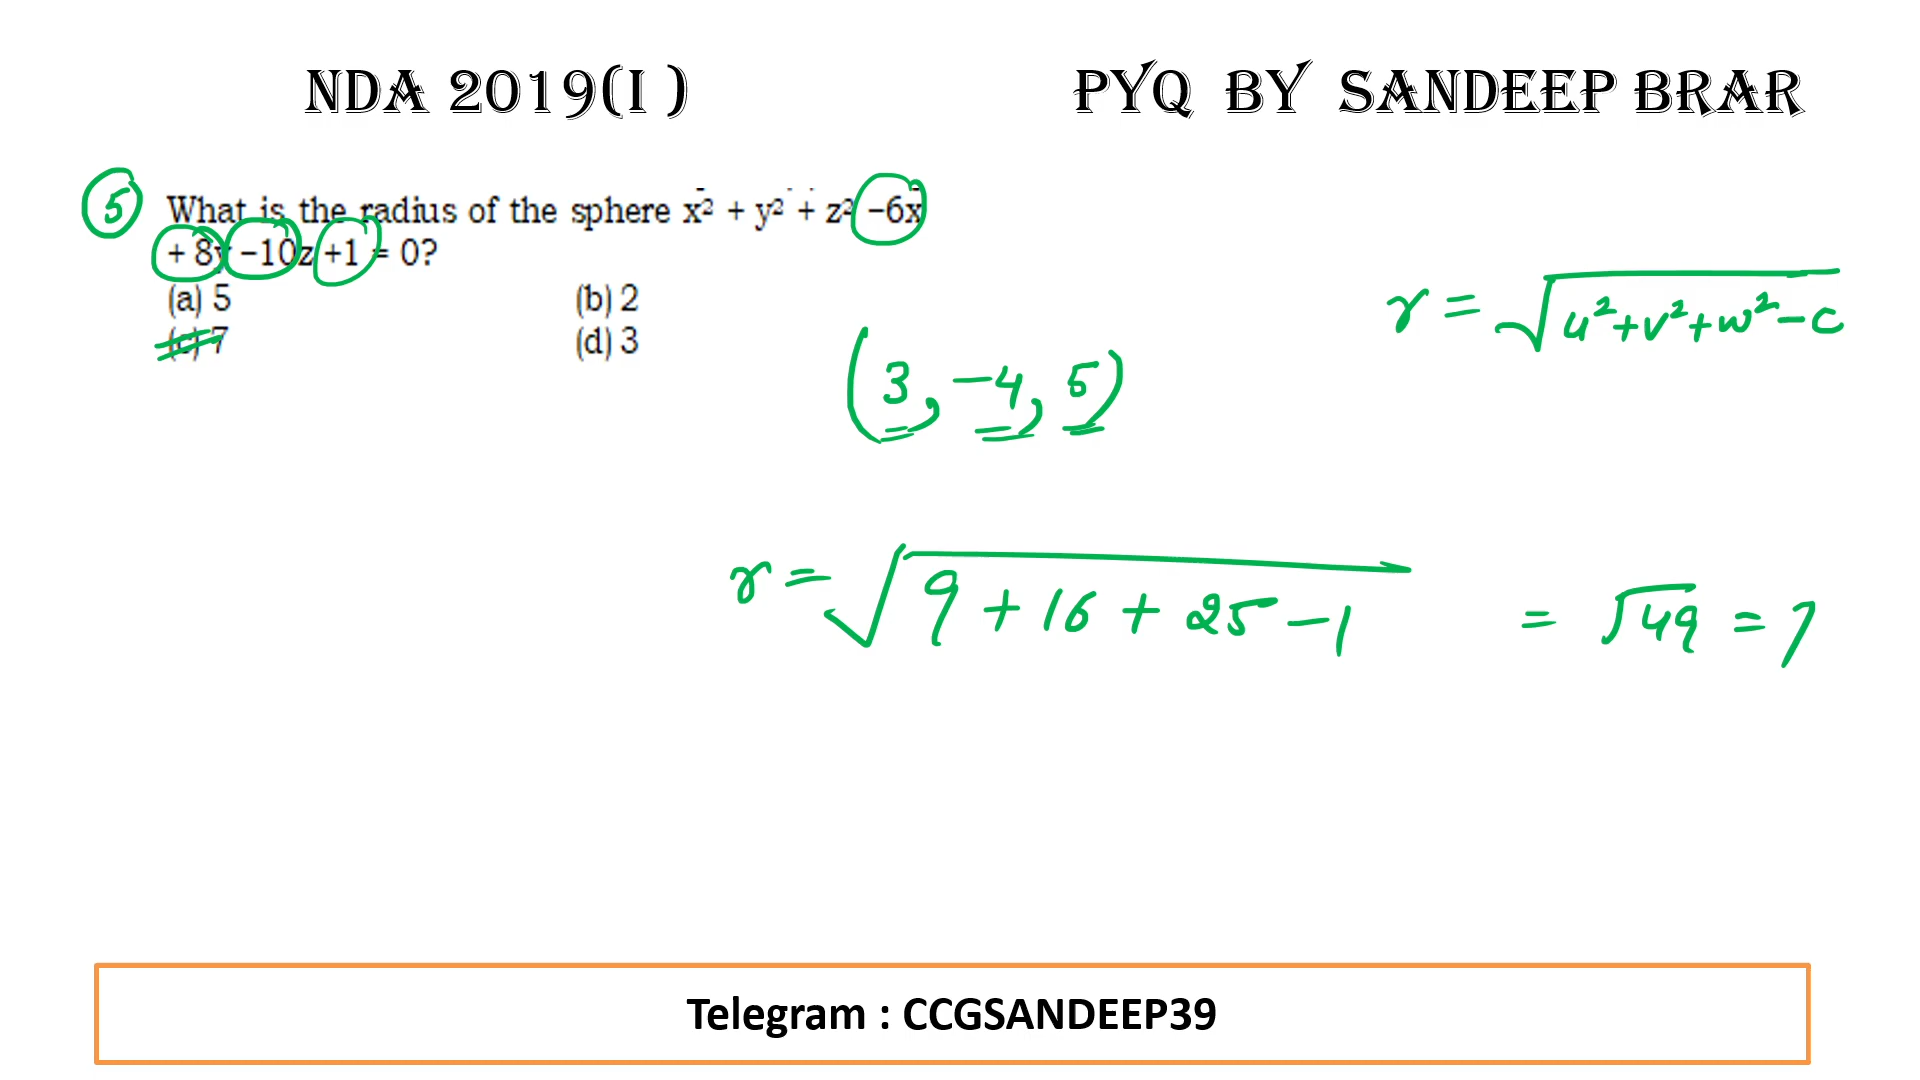 NDA 2019(I )
PYQ BY SANDEEP BRAR
5 What is the radius of the sphere x² + y² + z² −6x
+ 8y −10z +1 = 0?
(a) 5 (b) 2
(c) 7 (d) 3
r = √u²+v²+w²−c
(3, −4, 5)
r = √9 + 16 + 25 − 1 = √49 = 7
Telegram : CCGSANDEEP39